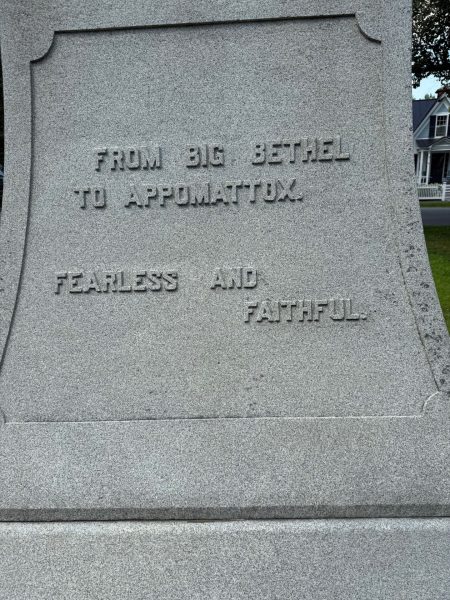 FROM BIG BETHEL
TO APPOMATTOX.
FEARLESS AND
FAITHFUL.